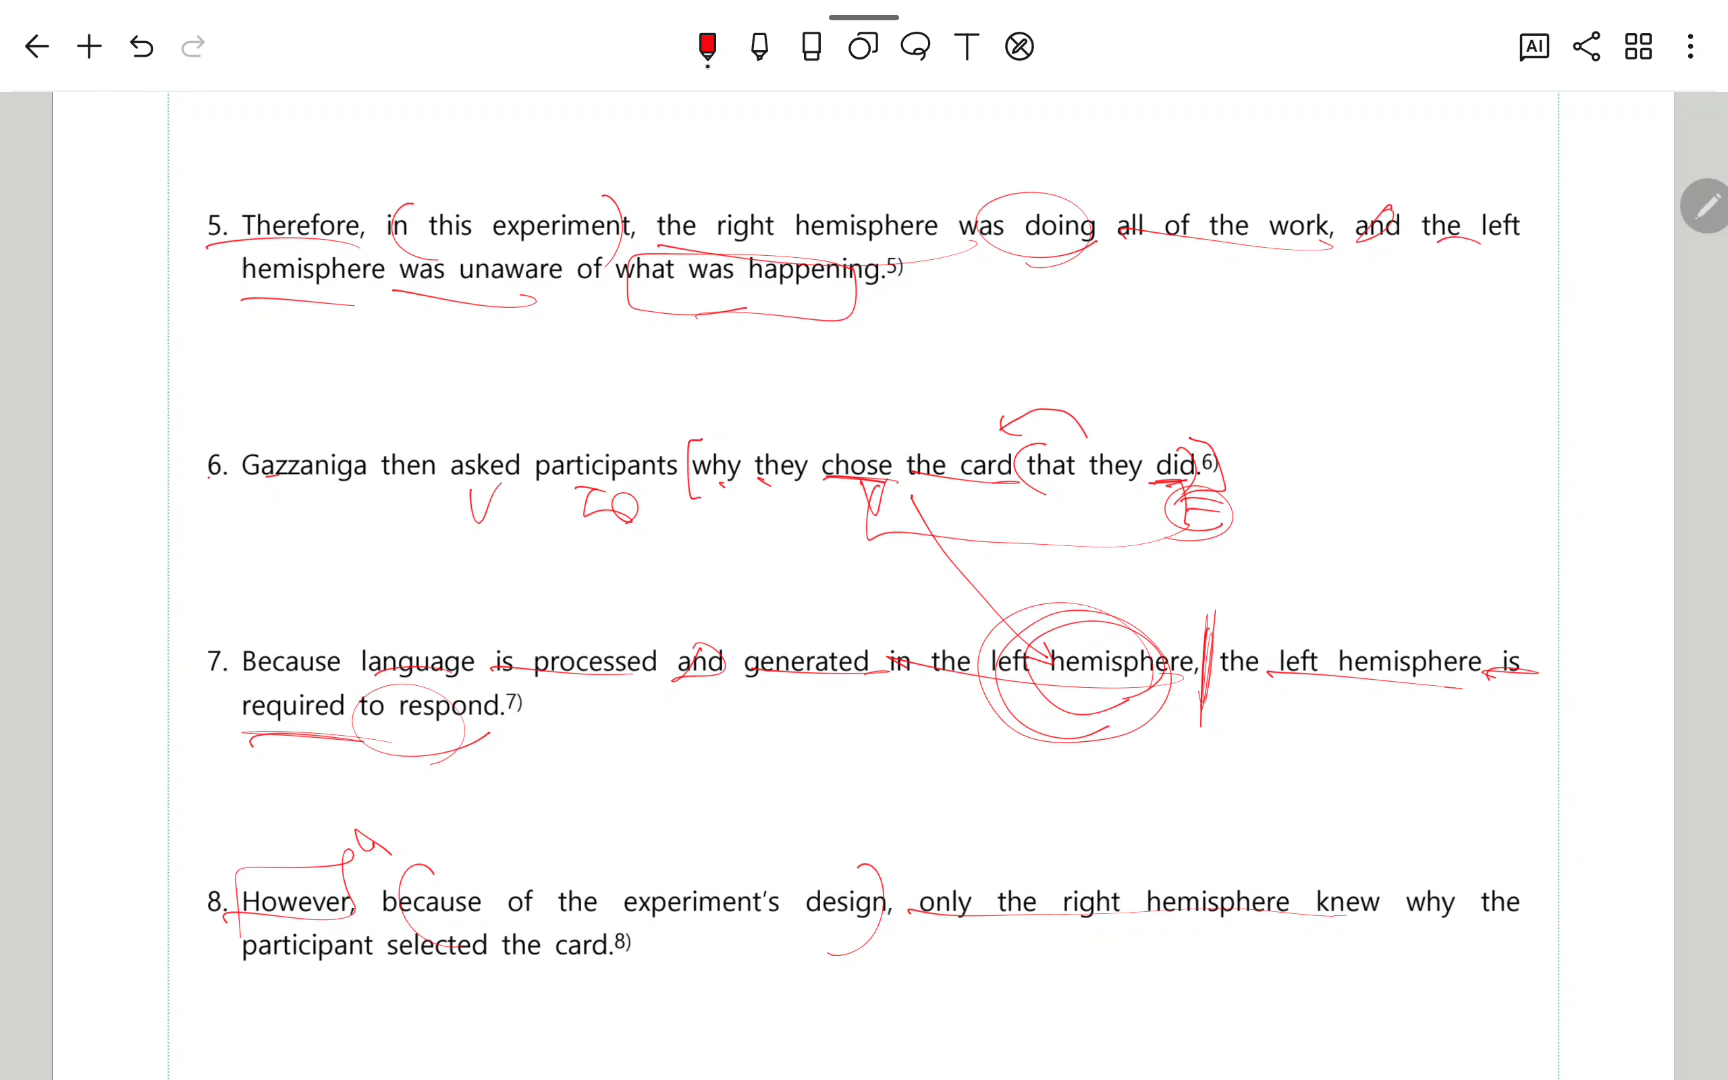 AI
5. Therefore, in this experiment, the right hemisphere was doing all of the work, and the left
hemisphere was unaware of what was happening.5)
6. Gazzaniga then asked participants why they chose the card that they did.6)
V IO V
7. Because language is processed and generated in the left hemisphere, the left hemisphere is
required to respond.7)
8. However, because of the experiment's design, only the right hemisphere knew why the
participant selected the card.8)